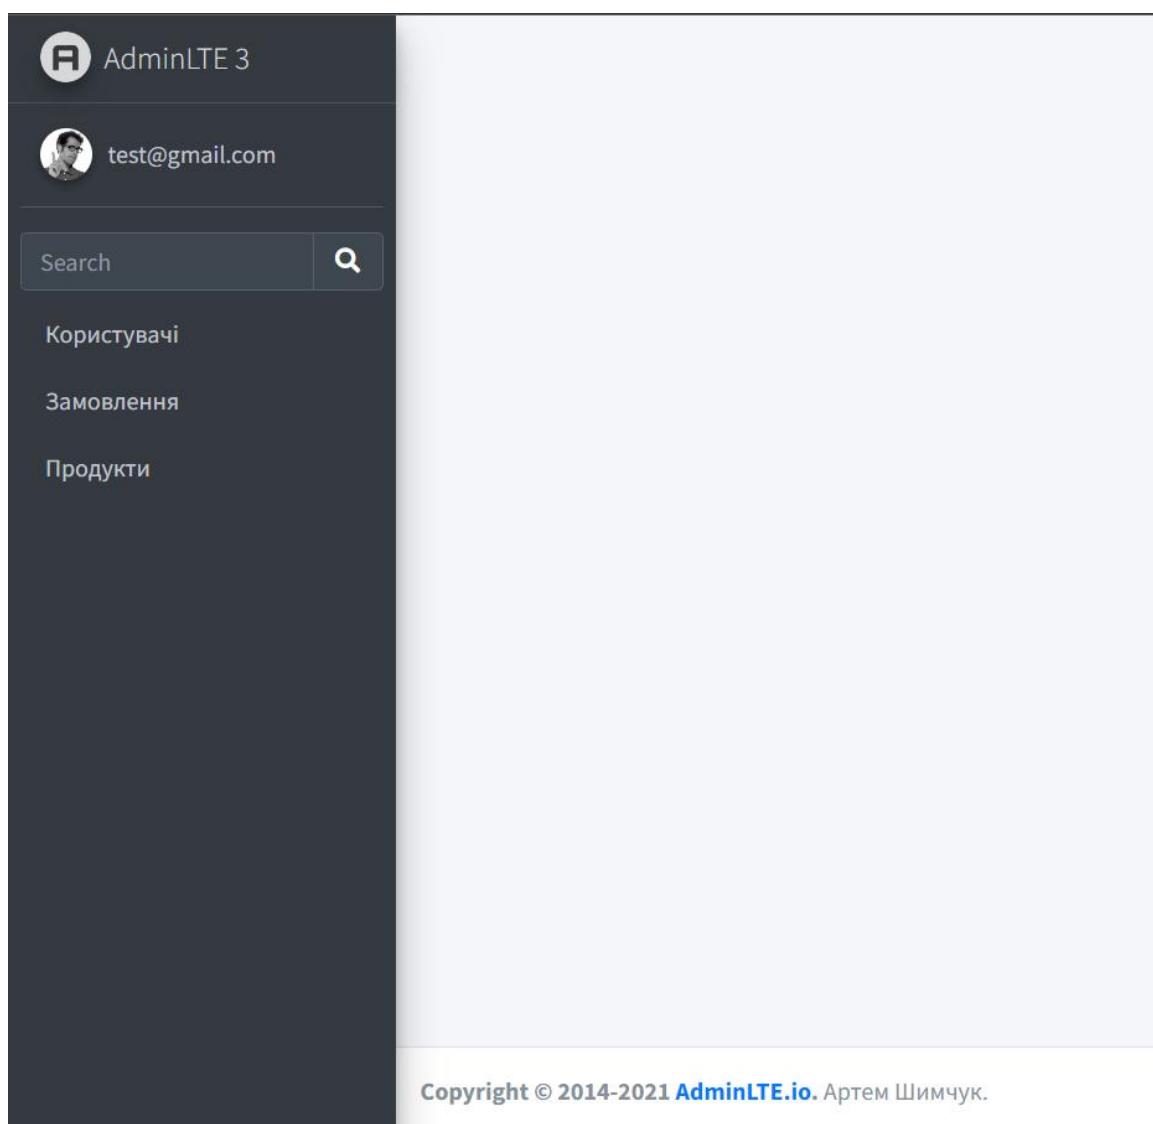 AdminLTE 3
test@gmail.com
Search
Користувачі
Замовлення
Продукти
Copyright © 2014-2021 AdminLTE.io. Артем Шимчук.